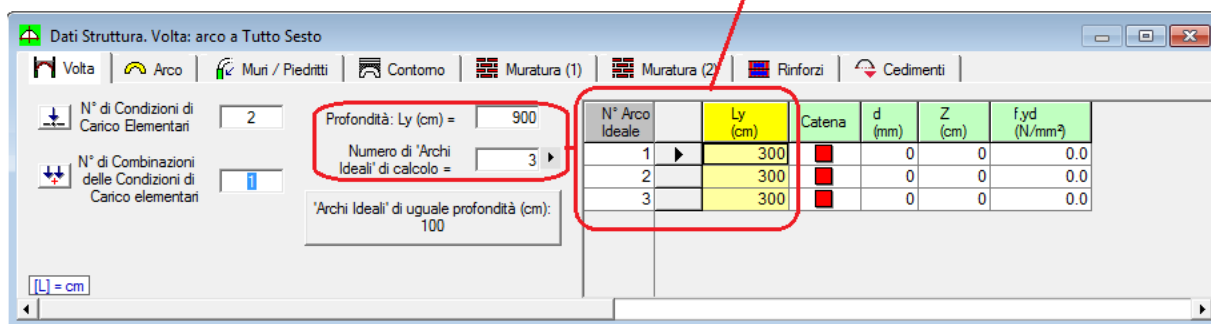 Dati Struttura. Volta: arco a Tutto Sesto
Volta Arco Muri / Piedritti Contorno Muratura (1) Muratura (2) Rinforzi Cedimenti
N° di Condizioni di
Carico Elementari
2
N° di Combinazioni
delle Condizioni di
Carico elementari
1
Profondità: Ly (cm) = 900
Numero di 'Archi
Ideali' di calcolo =
3
'Archi Ideali' di uguale profondità (cm):
100
N° Arco
Ideale
Ly
(cm)
Catena
d
(mm)
Z
(cm)
f,yd
(N/mm²)
1 300 0 0 0.0
2 300 0 0 0.0
3 300 0 0 0.0
[L] = cm